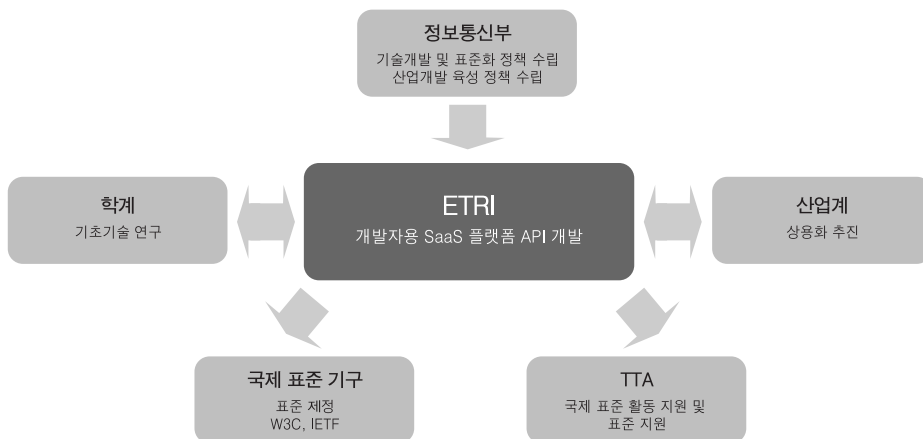 정보통신부
기술개발 및 표준화 정책 수립
산업개발 육성 정책 수립
학계
기초기술 연구
ETRI
개발자용 SaaS 플랫폼 API 개발
산업계
상용화 추진
국제 표준 기구
표준 제정
W3C, IETF
TTA
국제 표준 활동 지원 및
표준 지원